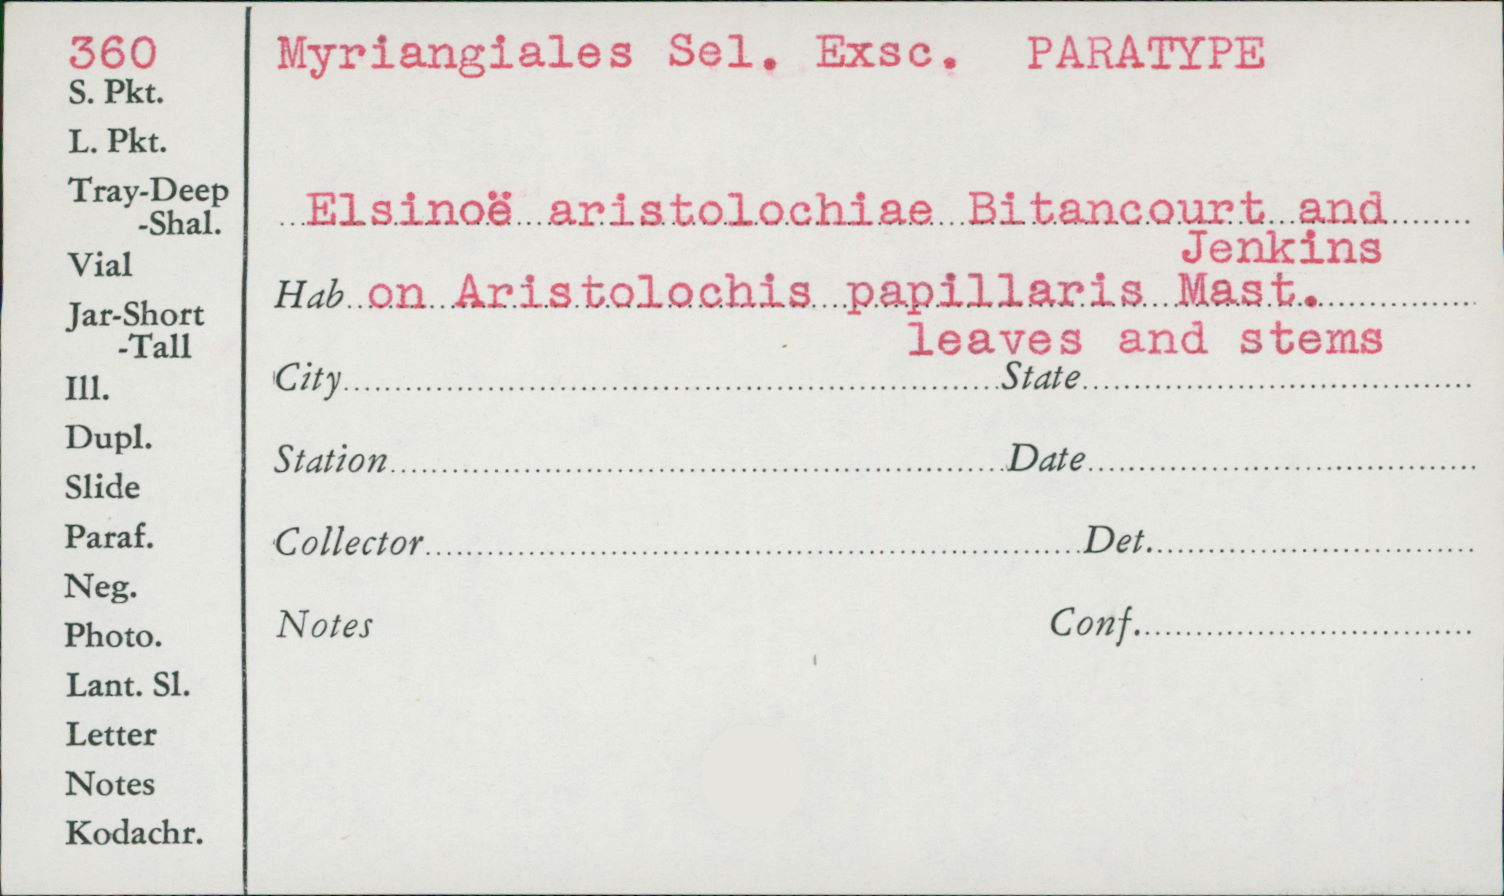 360 Myriangiales Sel. Exsc. PARATYPE
S. Pkt.
L. Pkt.
Tray-Deep
-Shal.
Elsinoë aristolochiae Bitancourt and
Jenkins
Vial
Hab on Aristolochis papillaris Mast.
leaves and stems
Jar-Short
-Tall
Ill.
City State
Dupl.
Station Date
Slide
Paraf.
Collector Det.
Neg.
Photo.
Notes Conf.
Lant. Sl.
Letter
Notes
Kodachr.